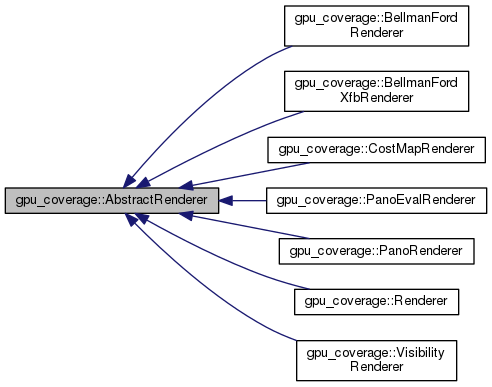 gpu_coverage::BellmanFord
Renderer
gpu_coverage::BellmanFord
XfbRenderer
gpu_coverage::CostMapRenderer
gpu_coverage::AbstractRenderer
gpu_coverage::PanoEvalRenderer
gpu_coverage::PanoRenderer
gpu_coverage::Renderer
gpu_coverage::Visibility
Renderer